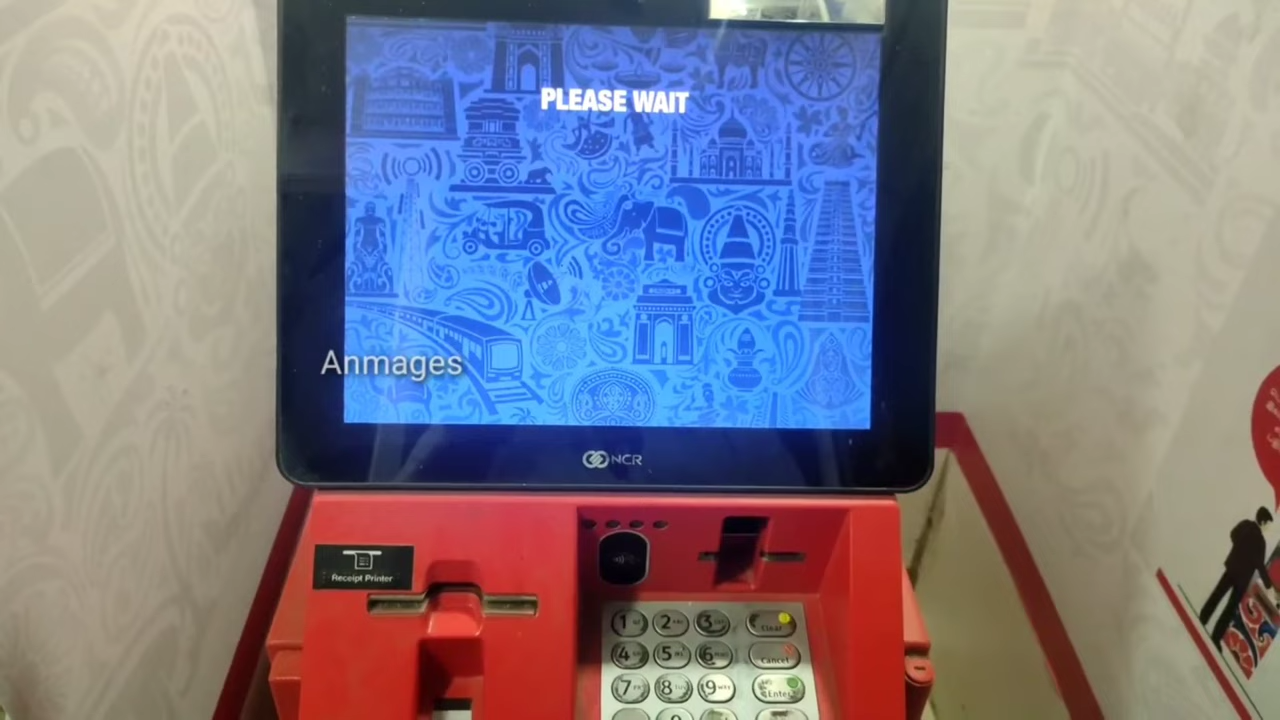 PLEASE WAIT
Anmages
NCR
Receipt Printer
1 2 3 Clear
4 5 6 Cancel
7 8 9 Enter